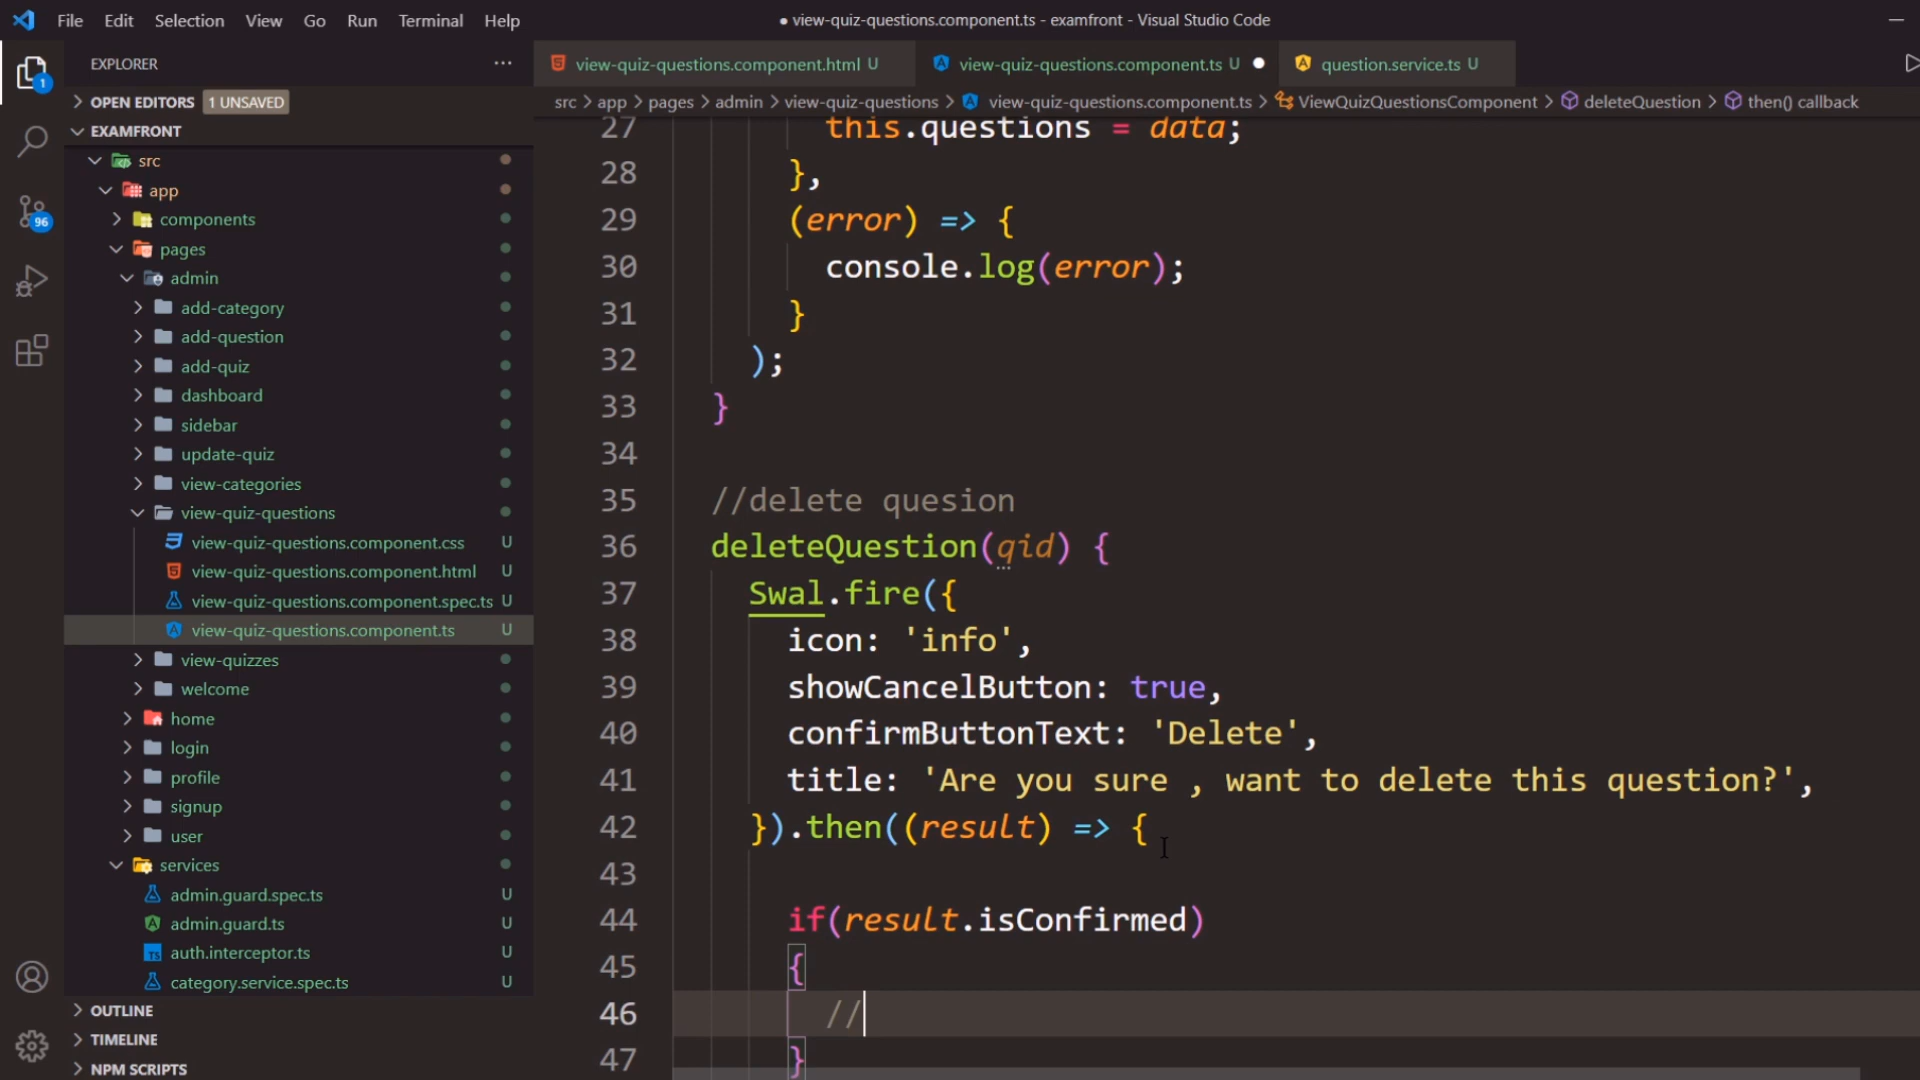 File Edit Selection View Go Run Terminal Help
● view-quiz-questions.component.ts - examfront - Visual Studio Code
EXPLORER
OPEN EDITORS 1 UNSAVED
EXAMFRONT
src
app
components
pages
admin
add-category
add-question
add-quiz
dashboard
sidebar
update-quiz
view-categories
view-quiz-questions
view-quiz-questions.component.css U
view-quiz-questions.component.html U
view-quiz-questions.component.spec.ts U
view-quiz-questions.component.ts U
view-quizzes
welcome
home
login
profile
signup
user
services
admin.guard.spec.ts U
admin.guard.ts U
auth.interceptor.ts U
category.service.spec.ts U
OUTLINE
TIMELINE
NPM SCRIPTS
1
96
view-quiz-questions.component.html U
view-quiz-questions.component.ts U
question.service.ts U
src > app > pages > admin > view-quiz-questions > view-quiz-questions.component.ts > ViewQuizQuestionsComponent > deleteQuestion > then() callback
27 this.questions = data;
28 },
29 (error) => {
30 console.log(error);
31 }
32 );
33 }
34
35 //delete quesion
36 deleteQuestion(qid) {
37 Swal.fire({
38 icon: 'info',
39 showCancelButton: true,
40 confirmButtonText: 'Delete',
41 title: 'Are you sure , want to delete this question?',
42 }).then((result) => {
43
44 if(result.isConfirmed)
45 {
46 //
47 }